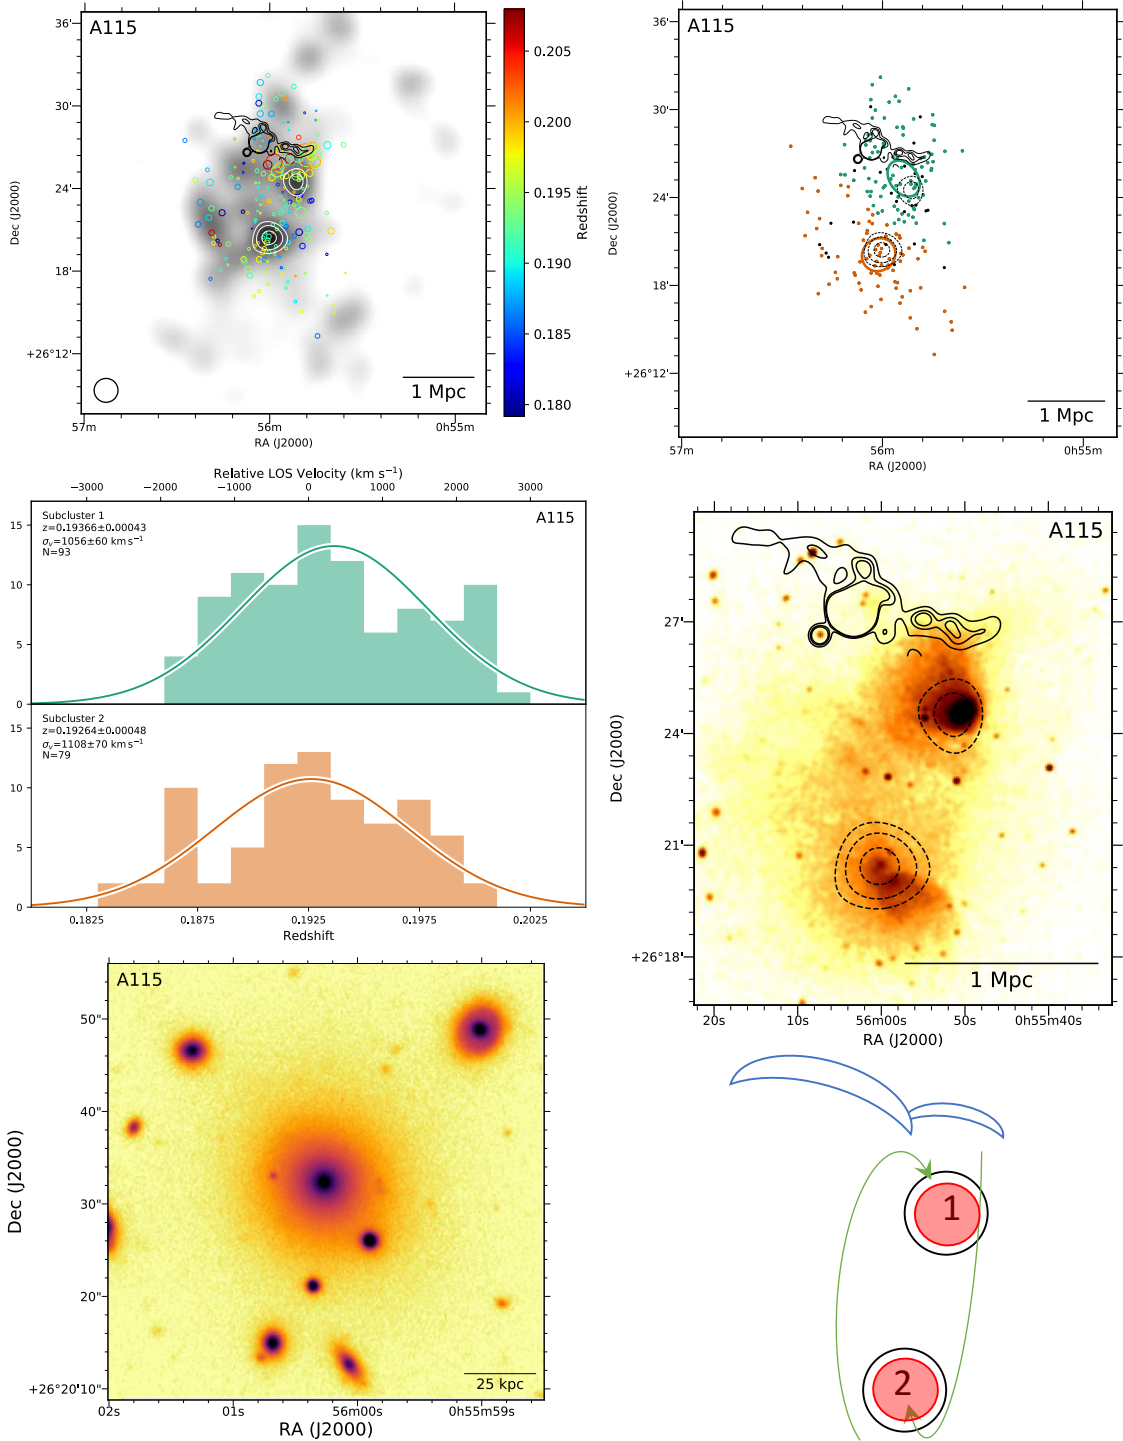 A115
36'
30'
24'
18'
+26°12'
Dec (J2000)
57m
56m
0h55m
RA (J2000)
1 Mpc
0.205
0.200
0.195
0.190
0.185
0.180
Redshift
A115
36'
30'
24'
18'
+26°12'
Dec (J2000)
57m
56m
0h55m
RA (J2000)
1 Mpc
Relative LOS Velocity (km s⁻¹)
−3000
−2000
−1000
0
1000
2000
3000
Subcluster 1
z=0.19366±0.00043
σᵥ=1056±60 km s⁻¹
N=93
A115
15
10
5
0
Subcluster 2
z=0.19264±0.00048
σᵥ=1108±70 km s⁻¹
N=79
15
10
5
0
0.1825
0.1875
0.1925
0.1975
0.2025
Redshift
A115
27'
24'
21'
+26°18'
Dec (J2000)
1 Mpc
20s
10s
56m00s
50s
0h55m40s
RA (J2000)
A115
50"
40"
30"
20"
+26°20'10"
Dec (J2000)
25 kpc
02s
01s
56m00s
0h55m59s
RA (J2000)
1
2